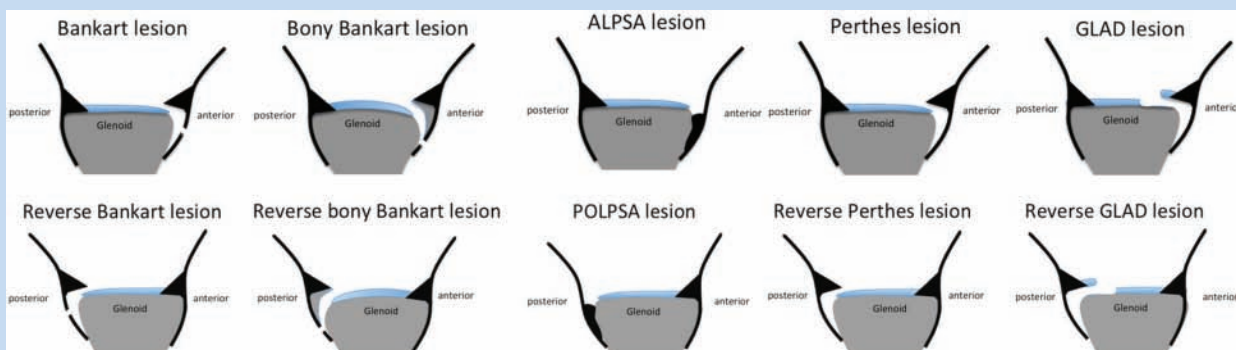 Bankart lesion
Bony Bankart lesion
ALPSA lesion
Perthes lesion
GLAD lesion
posterior
Glenoid
anterior
posterior
Glenoid
anterior
posterior
Glenoid
anterior
posterior
Glenoid
anterior
posterior
Glenoid
anterior
Reverse Bankart lesion
Reverse bony Bankart lesion
POLPSA lesion
Reverse Perthes lesion
Reverse GLAD lesion
posterior
Glenoid
anterior
posterior
Glenoid
anterior
posterior
Glenoid
anterior
posterior
Glenoid
anterior
posterior
Glenoid
anterior